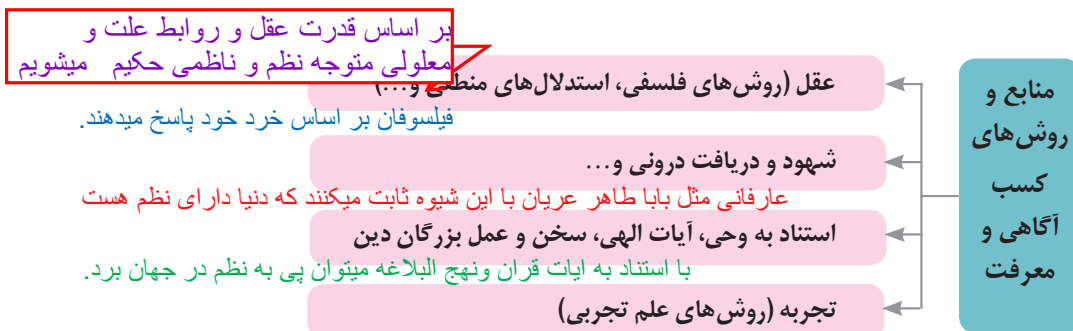 بر اساس قدرت عقل و روابط علت و
معلولی متوجه نظم و ناظمی حکیم میشویم
منابع و
روش‌های
کسب
آگاهی و
معرفت
عقل (روش‌های فلسفی، استدلال‌های منطقی و...)
فیلسوفان بر اساس خرد خود پاسخ میدهند.
شهود و دریافت درونی و...
عارفانی مثل بابا طاهر عریان با این شیوه ثابت میکنند که دنیا دارای نظم هست
استناد به وحی، آیات الهی، سخن و عمل بزرگان دین
با استناد به ایات قران ونهج البلاغه میتوان پی به نظم در جهان برد.
تجربه (روش‌های علم تجربی)